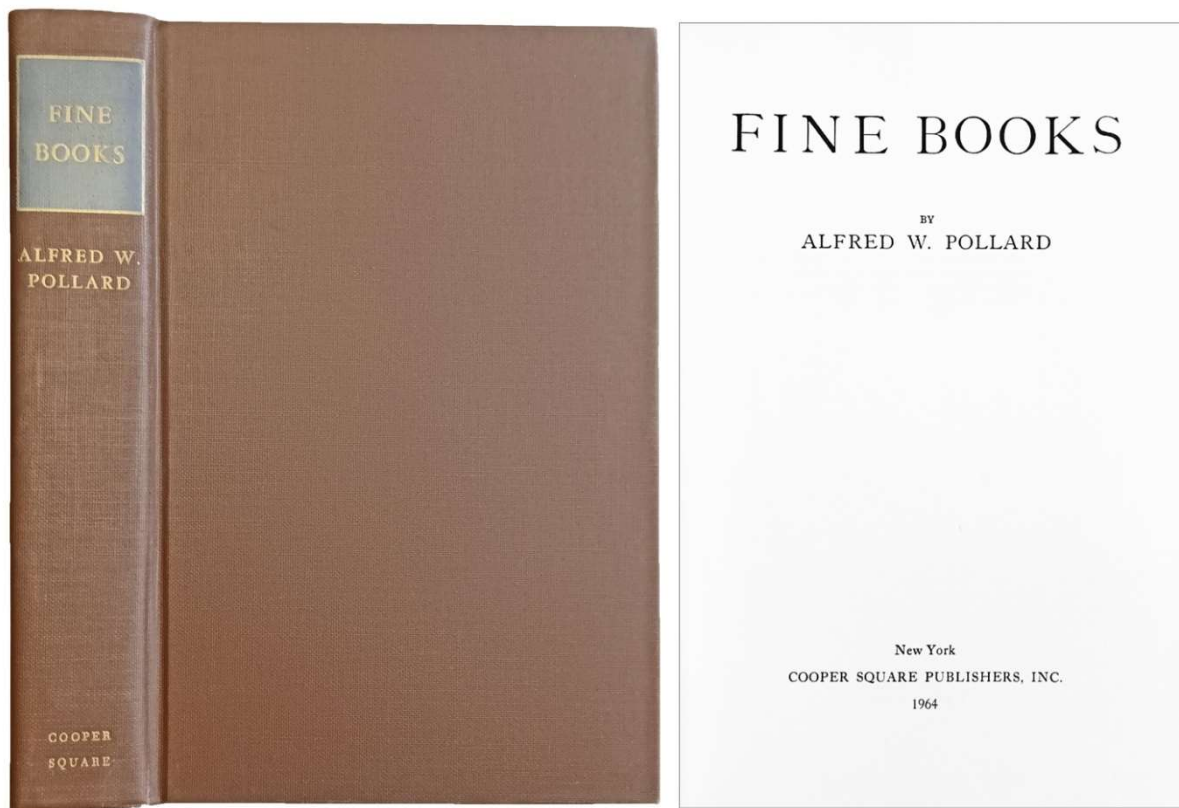 FINE
BOOKS
ALFRED W.
POLLARD
COOPER
SQUARE
FINE BOOKS
BY
ALFRED W. POLLARD
New York
COOPER SQUARE PUBLISHERS, INC.
1964